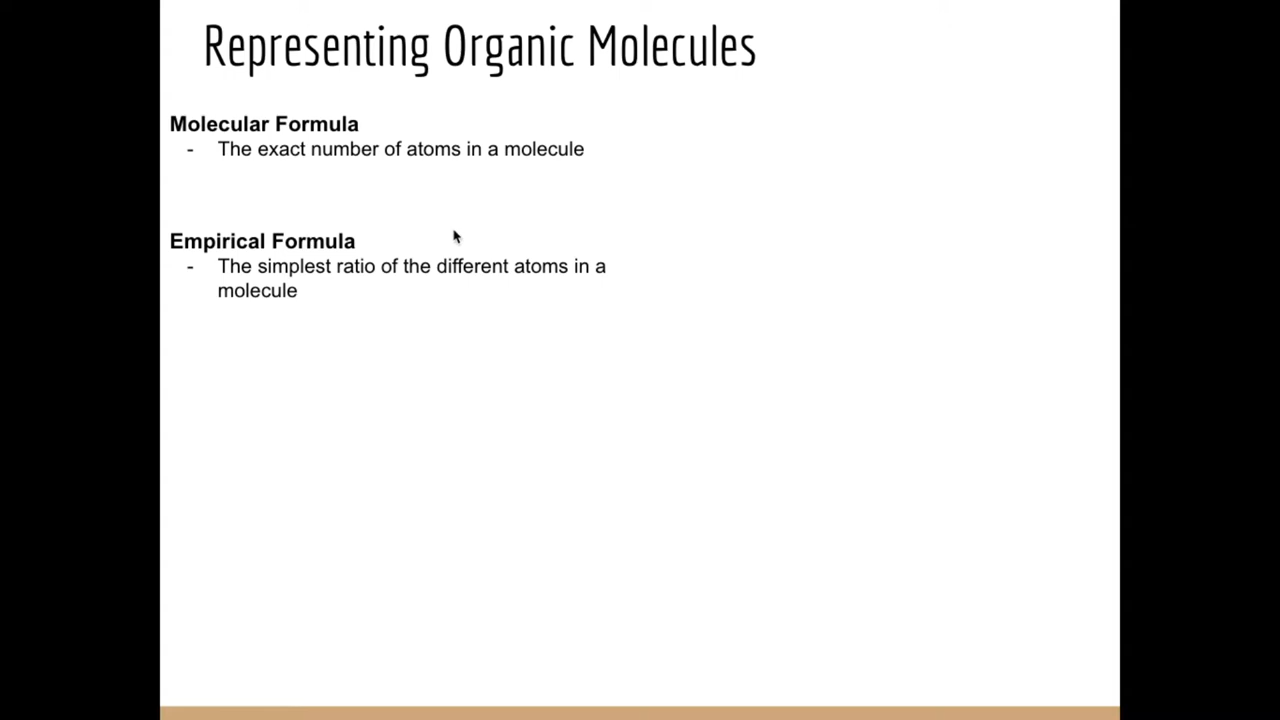 Representing Organic Molecules
Molecular Formula
- The exact number of atoms in a molecule
Empirical Formula
- The simplest ratio of the different atoms in a
molecule